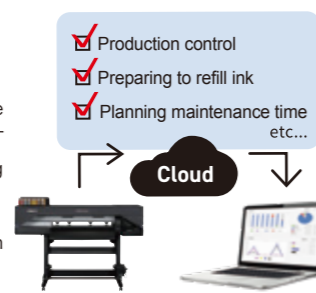 Production control
Preparing to refill ink
Planning maintenance time
etc...
Cloud